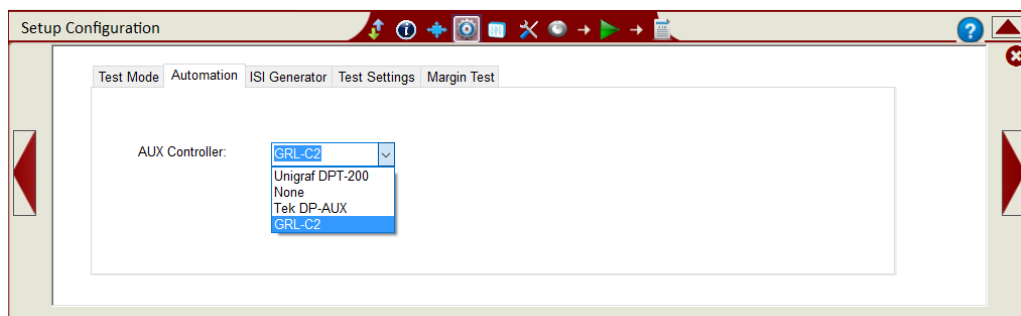 Setup Configuration
Test Mode Automation ISI Generator Test Settings Margin Test
AUX Controller: GRL-C2
Unigraf DPT-200
None
Tek DP-AUX
GRL-C2